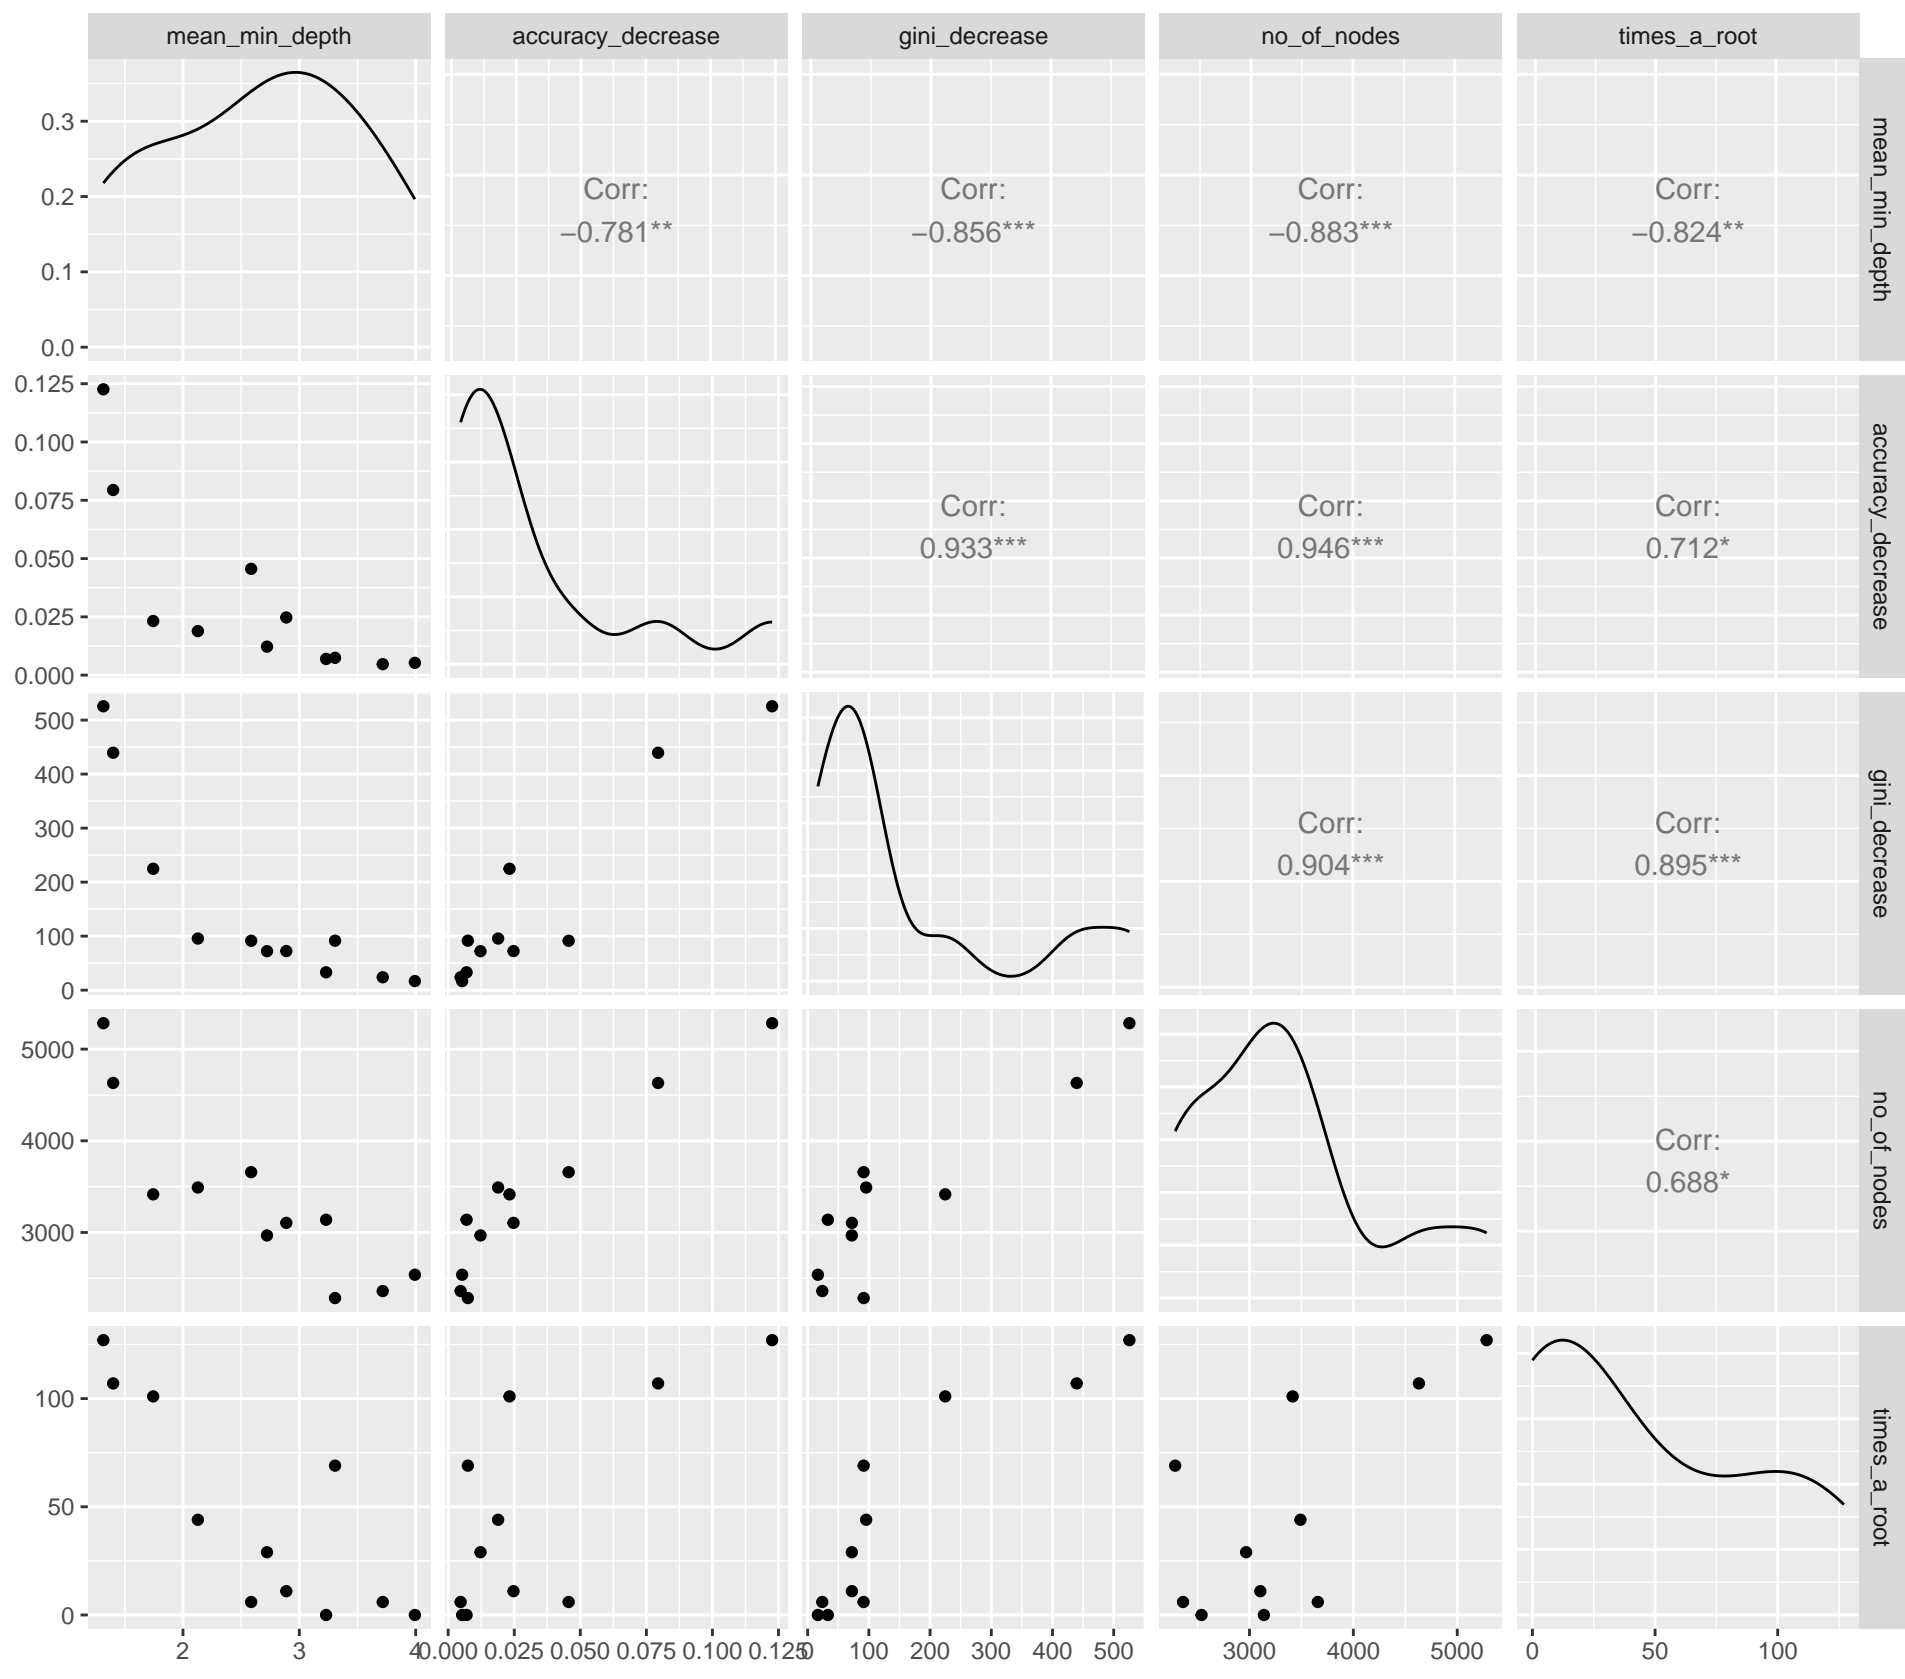 mean_min_depth accuracy_decrease gini_decrease no_of_nodes times_a_root
0.3
0.2
0.1
0.0
Corr:
−0.781**
Corr:
−0.856***
Corr:
−0.883***
Corr:
−0.824**
mean_min_depth
0.125
0.100
0.075
0.050
0.025
0.000
Corr:
0.933***
Corr:
0.946***
Corr:
0.712*
accuracy_decrease
500
400
300
200
100
0
Corr:
0.904***
Corr:
0.895***
gini_decrease
5000
4000
3000
Corr:
0.688*
no_of_nodes
100
50
0
times_a_root
2 3 4 0.000 0.025 0.050 0.075 0.100 0.125 0 100 200 300 400 500 3000 4000 5000 0 50 100